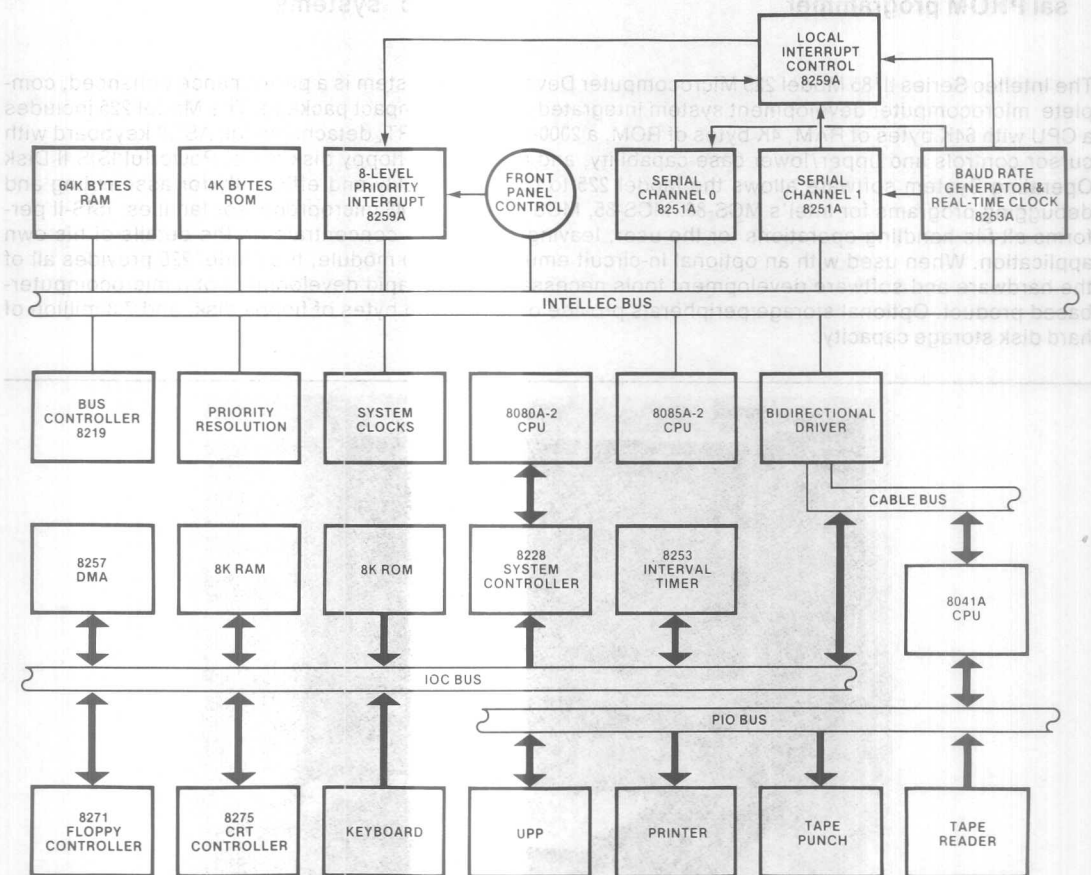 LOCAL
INTERRUPT
CONTROL
8259A
64K BYTES
RAM
4K BYTES
ROM
8-LEVEL
PRIORITY
INTERRUPT
8259A
FRONT
PANEL
CONTROL
SERIAL
CHANNEL 0
8251A
SERIAL
CHANNEL 1
8251A
BAUD RATE
GENERATOR &
REAL-TIME CLOCK
8253A
INTELLEC BUS
BUS
CONTROLLER
8219
PRIORITY
RESOLUTION
SYSTEM
CLOCKS
8080A-2
CPU
8085A-2
CPU
BIDIRECTIONAL
DRIVER
CABLE BUS
8257
DMA
8K RAM
8K ROM
8228
SYSTEM
CONTROLLER
8253
INTERVAL
TIMER
8041A
CPU
IOC BUS
PIO BUS
8271
FLOPPY
CONTROLLER
8275
CRT
CONTROLLER
KEYBOARD
UPP
PRINTER
TAPE
PUNCH
TAPE
READER